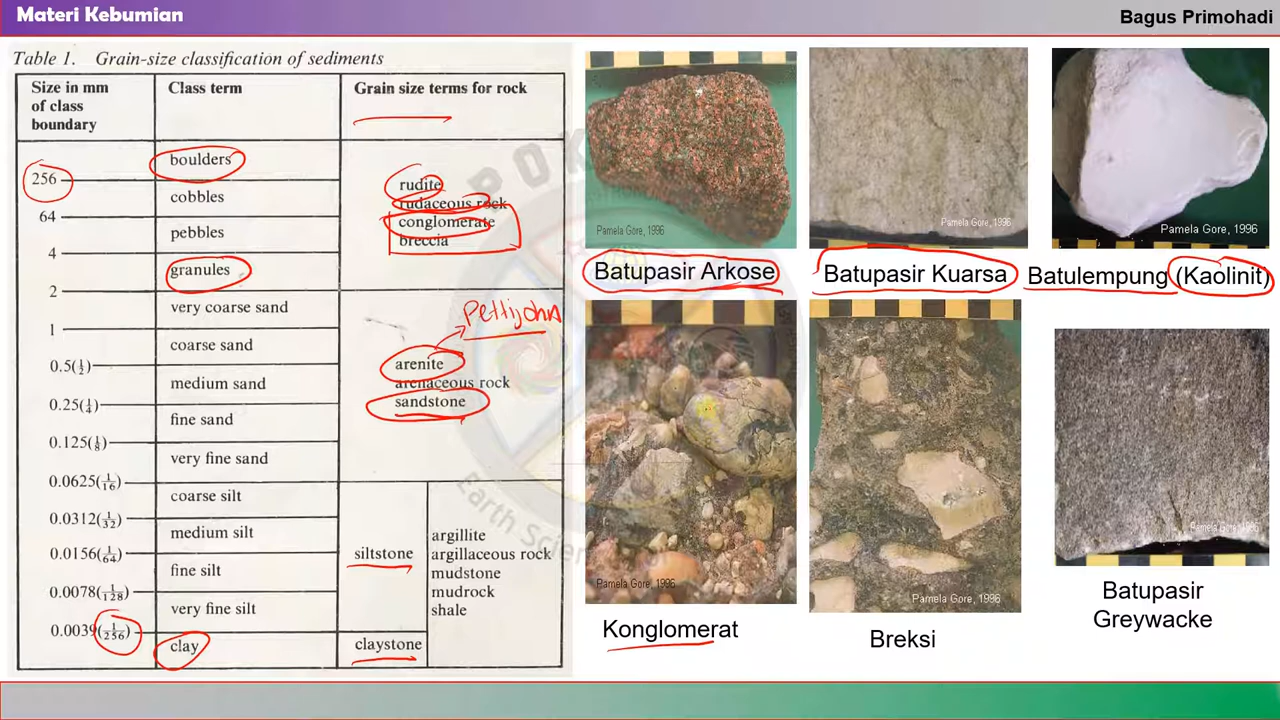 Materi Kebumian
Bagus Primohadi
Table 1. Grain-size classification of sediments
Size in mm
of class
boundary
Class term
Grain size terms for rock
boulders
256
cobbles
64
pebbles
4
granules
2
very coarse sand
1
coarse sand
0.5(1/2)
medium sand
0.25(1/4)
fine sand
0.125(1/8)
very fine sand
0.0625(1/16)
coarse silt
0.0312(1/32)
medium silt
0.0156(1/64)
fine silt
0.0078(1/128)
very fine silt
0.0039(1/256)
clay
rudite
rudaceous rock
conglomerate
breccia
Pettijohn
arenite
arenaceous rock
sandstone
siltstone
claystone
argillite
argillaceous rock
mudstone
mudrock
shale
Pamela Gore, 1996
Pamela Gore, 1996
Pamela Gore, 1996
Batupasir Arkose
Batupasir Kuarsa
Batulempung (Kaolinit)
Pamela Gore, 1996
Pamela Gore, 1996
Pamela Gore, 1996
Konglomerat
Breksi
Batupasir
Greywacke
Earth Scien